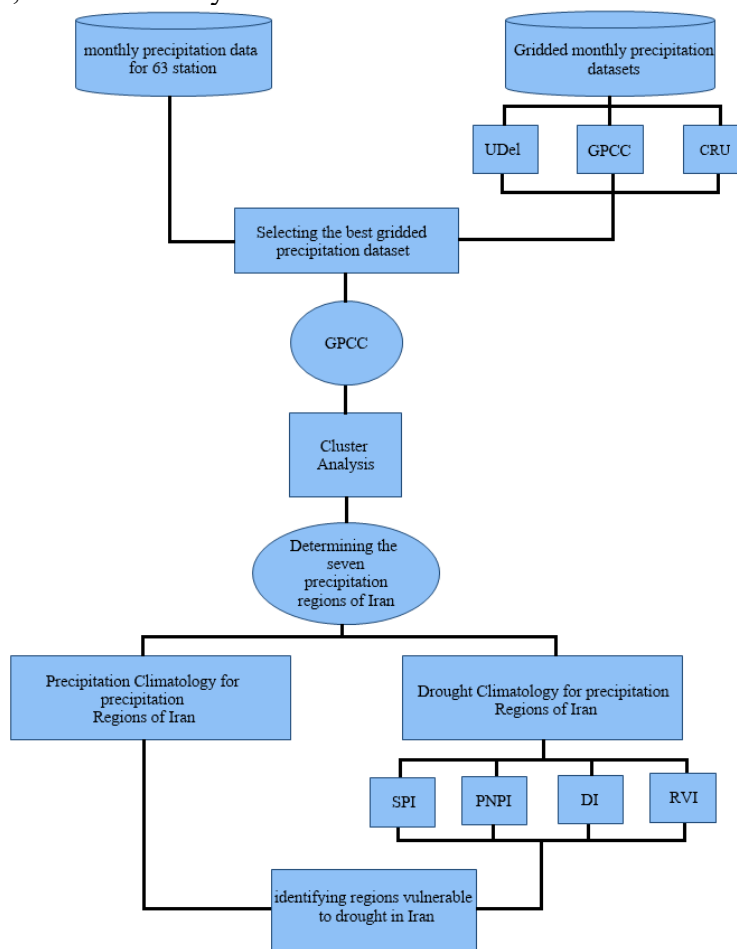 monthly precipitation data
for 63 station
Gridded monthly precipitation
datasets
UDel
GPCC
CRU
Selecting the best gridded
precipitation dataset
GPCC
Cluster
Analysis
Determining the
seven
precipitation
regions of Iran
Precipitation Climatology for
precipitation
Regions of Iran
Drought Climatology for precipitation
Regions of Iran
SPI
PNPI
DI
RVI
identifying regions vulnerable
to drought in Iran